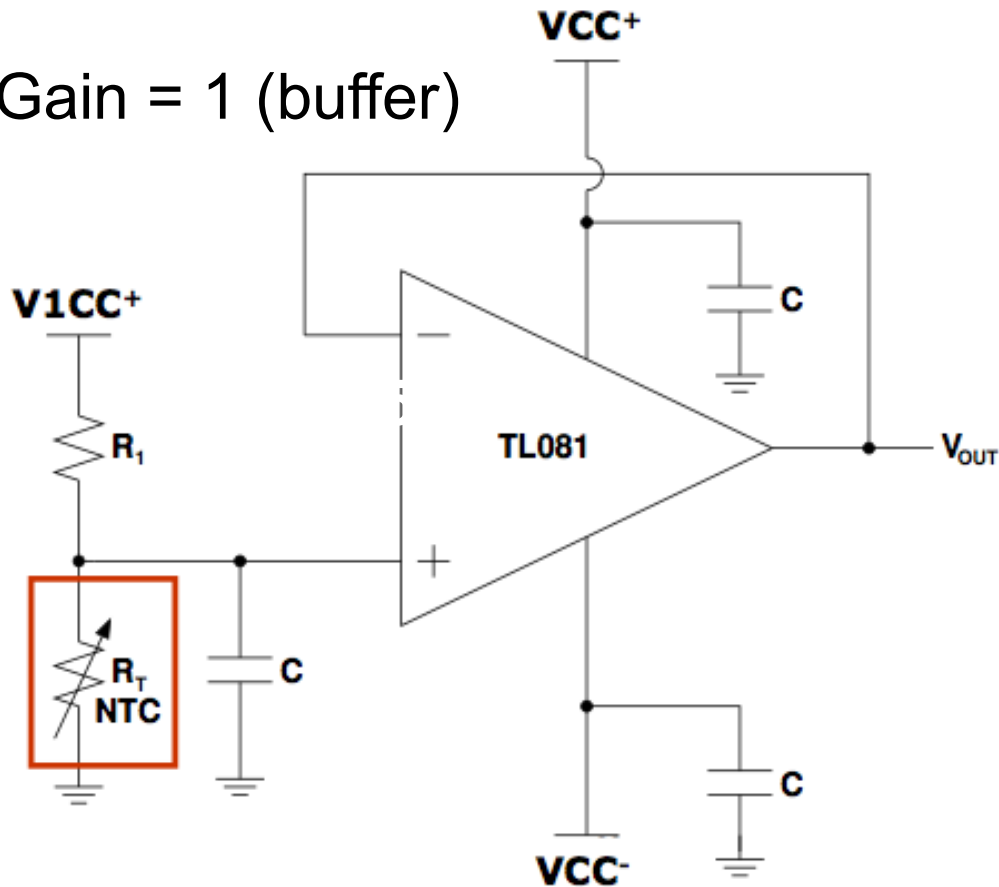 VCC+
Gain = 1 (buffer)
V1CC+
C
R1
TL081
VOUT
RT
NTC
C
C
VCC-